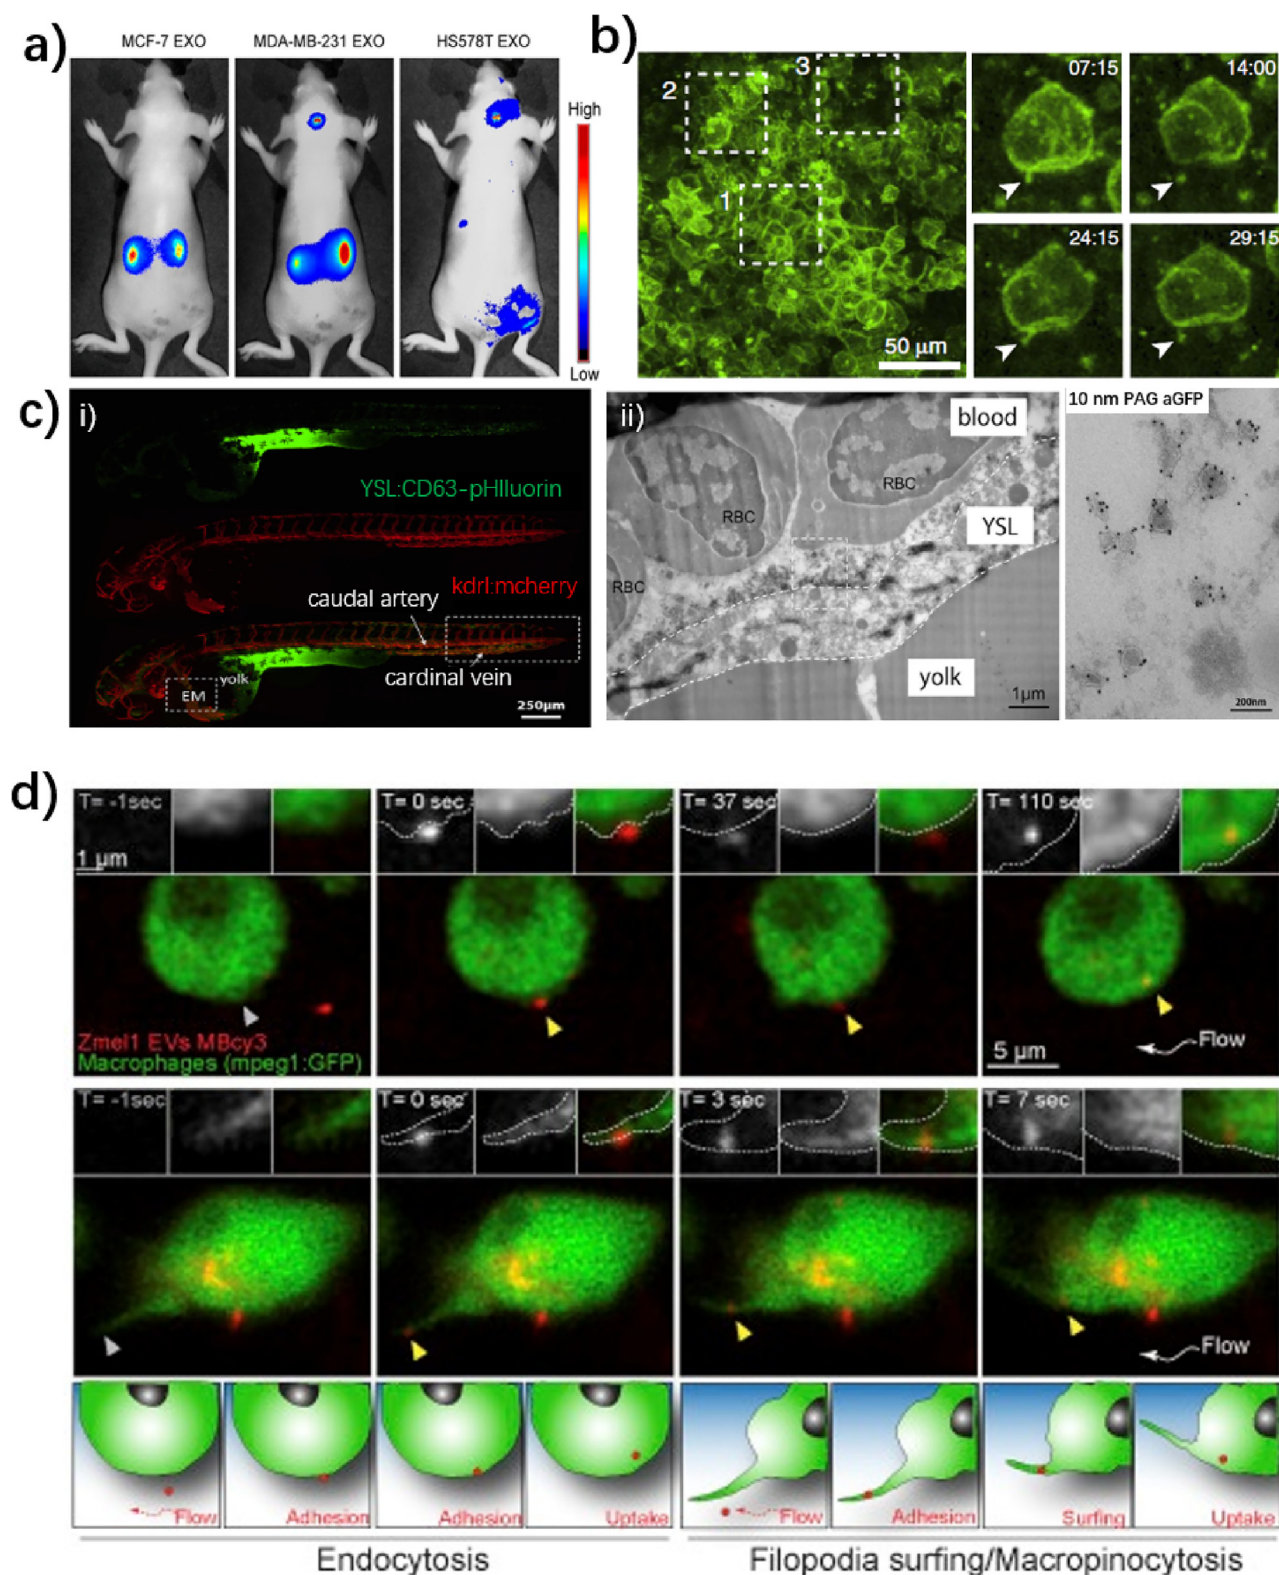 a)
MCF-7 EXO
MDA-MB-231 EXO
HS578T EXO
High
Low
b)
1
2
3
50 μm
07:15
14:00
24:15
29:15
c)
i)
YSL:CD63-pHlluorin
kdrl:mcherry
caudal artery
cardinal vein
yolk
EM
250μm
ii)
blood
RBC
RBC
RBC
YSL
yolk
1μm
10 nm PAG aGFP
200nm
d)
T= -1sec
T= 0 sec
T= 37 sec
T= 110 sec
1 μm
Zmel1 EVs MBcy3
Macrophages (mpeg1:GFP)
Flow
5 μm
T= -1sec
T= 0 sec
T= 3 sec
T= 7 sec
Flow
Flow
Adhesion
Adhesion
Uptake
Flow
Adhesion
Surfing
Uptake
Endocytosis
Filopodia surfing/Macropinocytosis